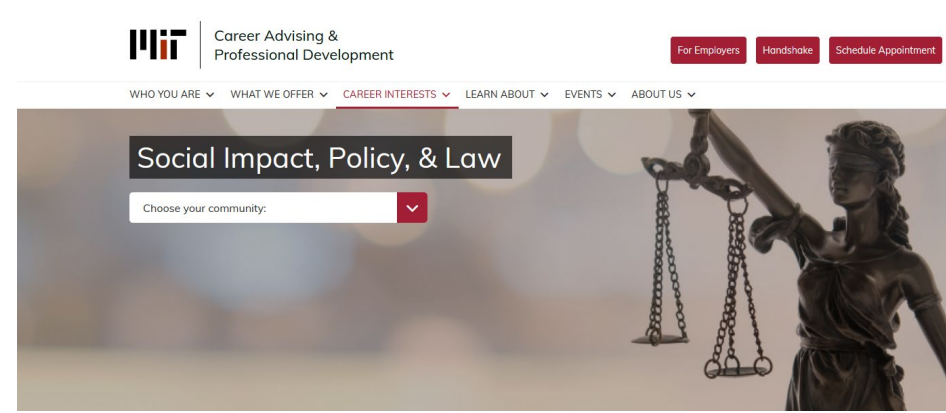 MIT
Career Advising &
Professional Development
For Employers
Handshake
Schedule Appointment
WHO YOU ARE
WHAT WE OFFER
CAREER INTERESTS
LEARN ABOUT
EVENTS
ABOUT US
Social Impact, Policy, & Law
Choose your community: